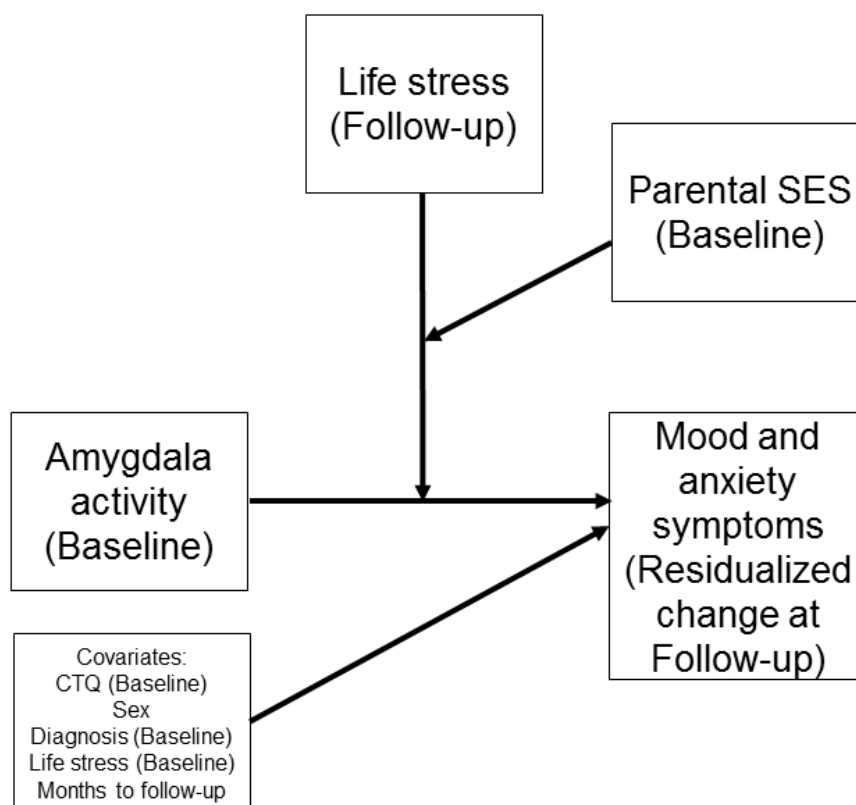 Life stress
(Follow-up)
Parental SES
(Baseline)
Amygdala
activity
(Baseline)
Mood and
anxiety
symptoms
(Residualized
change at
Follow-up)
Covariates:
CTQ (Baseline)
Sex
Diagnosis (Baseline)
Life stress (Baseline)
Months to follow-up